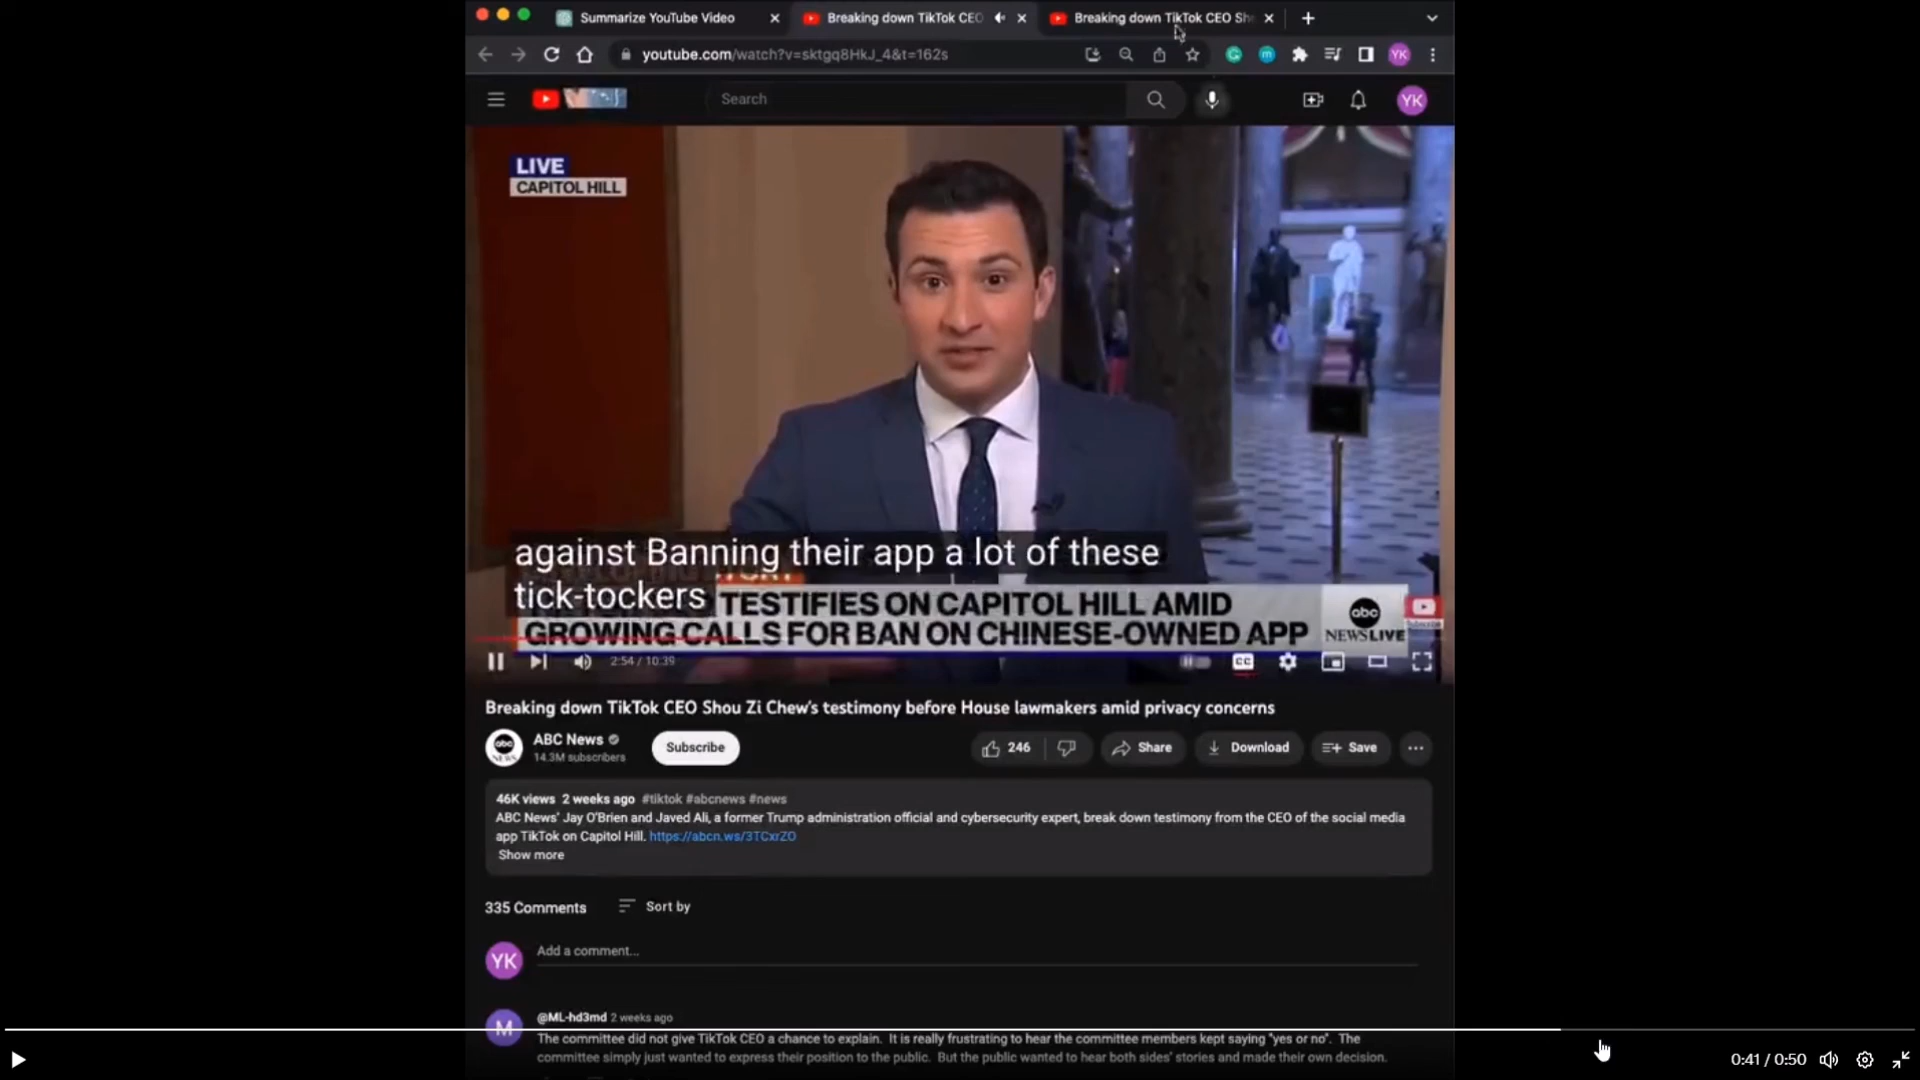 Summarize YouTube Video
Breaking down TikTok CEO
Breaking down TikTok CEO Sh
youtube.com/watch?v=sktgq8HkJ_4&t=162s
YK
Search
YK
LIVE
CAPITOL HILL
against Banning their app a lot of these
tick-tockers
TESTIFIES ON CAPITOL HILL AMID
GROWING CALLS FOR BAN ON CHINESE-OWNED APP
abc
NEWS LIVE
2:54 / 10:39
CC
Breaking down TikTok CEO Shou Zi Chew's testimony before House lawmakers amid privacy concerns
abc
NEWS
ABC News
14.3M subscribers
Subscribe
246
Share
Download
Save
46K views 2 weeks ago #tiktok #abcnews #news
ABC News' Jay O'Brien and Javed Ali, a former Trump administration official and cybersecurity expert, break down testimony from the CEO of the social media
app TikTok on Capitol Hill. https://abcn.ws/3TCxrZO
Show more
335 Comments
Sort by
YK
Add a comment...
M
@ML-hd3md 2 weeks ago
The committee did not give TikTok CEO a chance to explain. It is really frustrating to hear the committee members kept saying "yes or no". The
committee simply just wanted to express their position to the public. But the public wanted to hear both sides' stories and made their own decision.
0:41 / 0:50